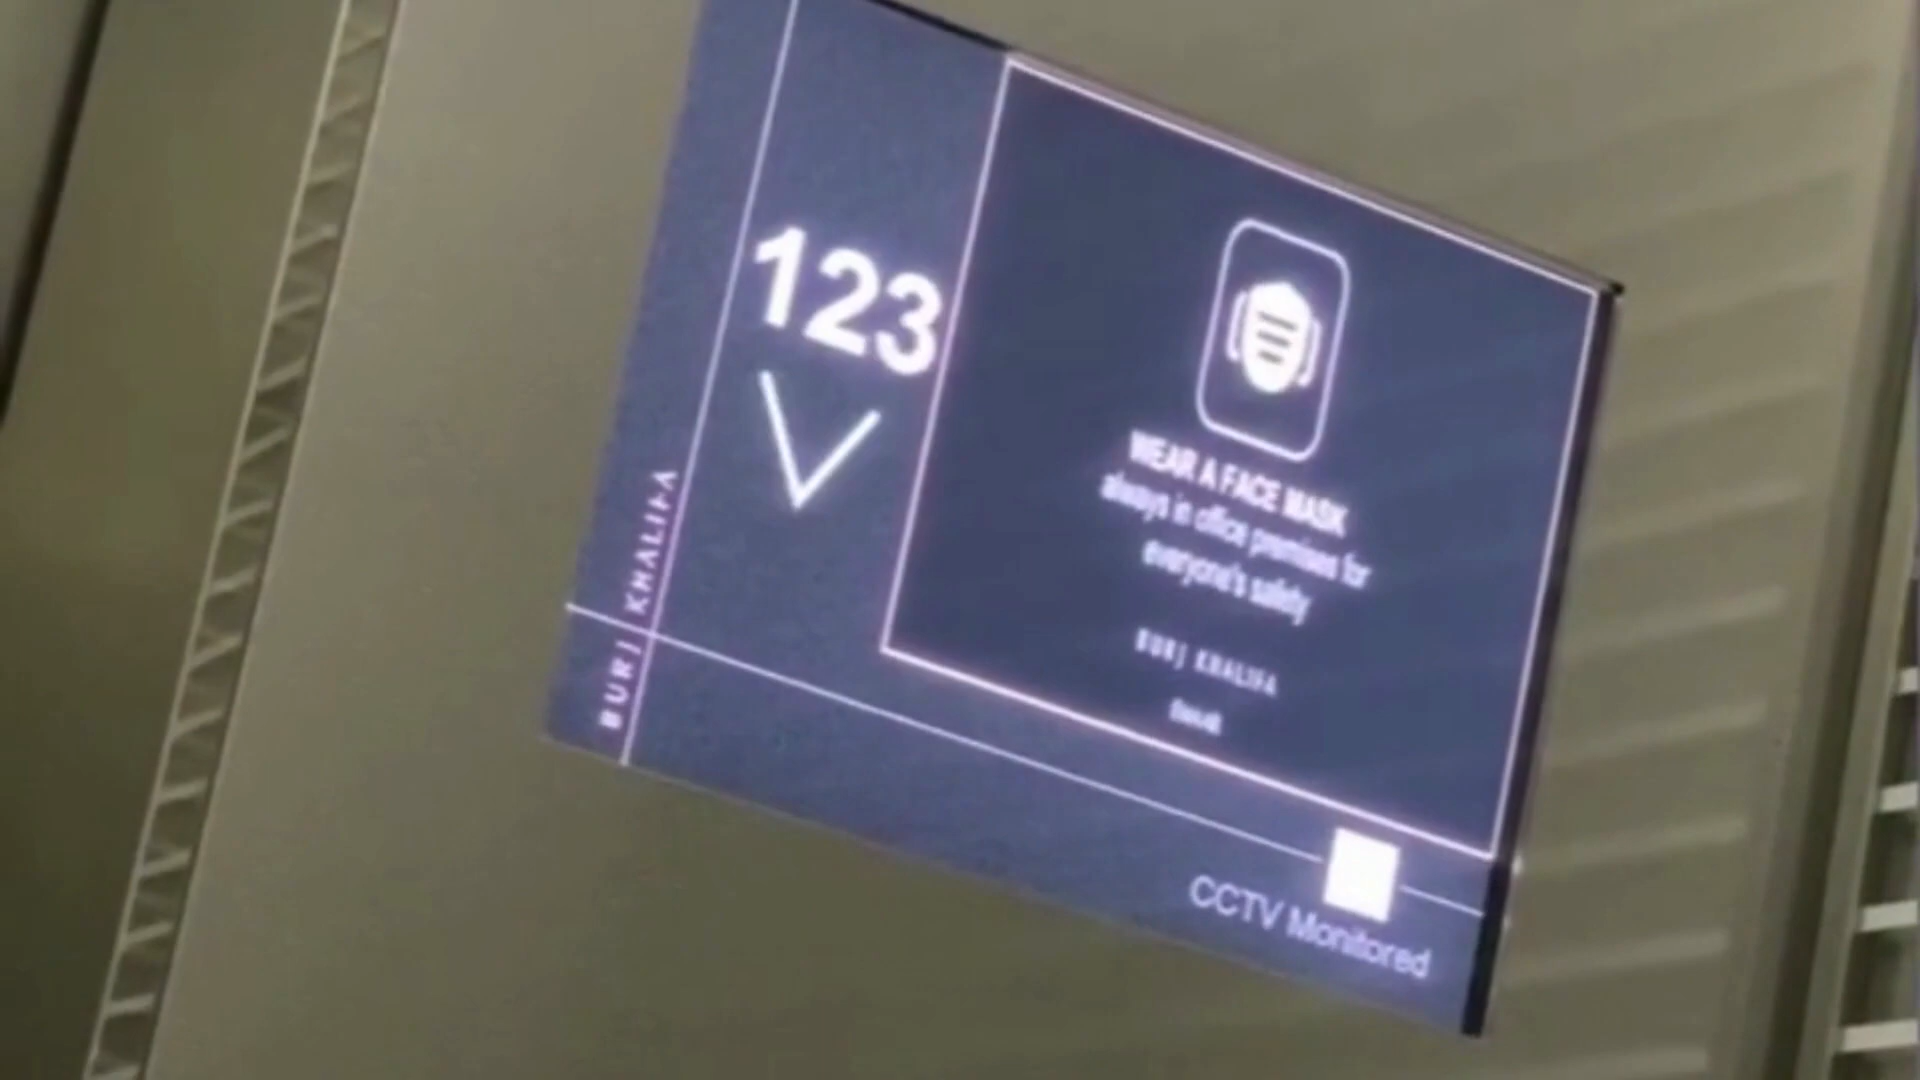 123
BURJ KHALIFA
WEAR A FACE MASK
always in office premises for
everyone's safety
BURJ KHALIFA
CCTV Monitored